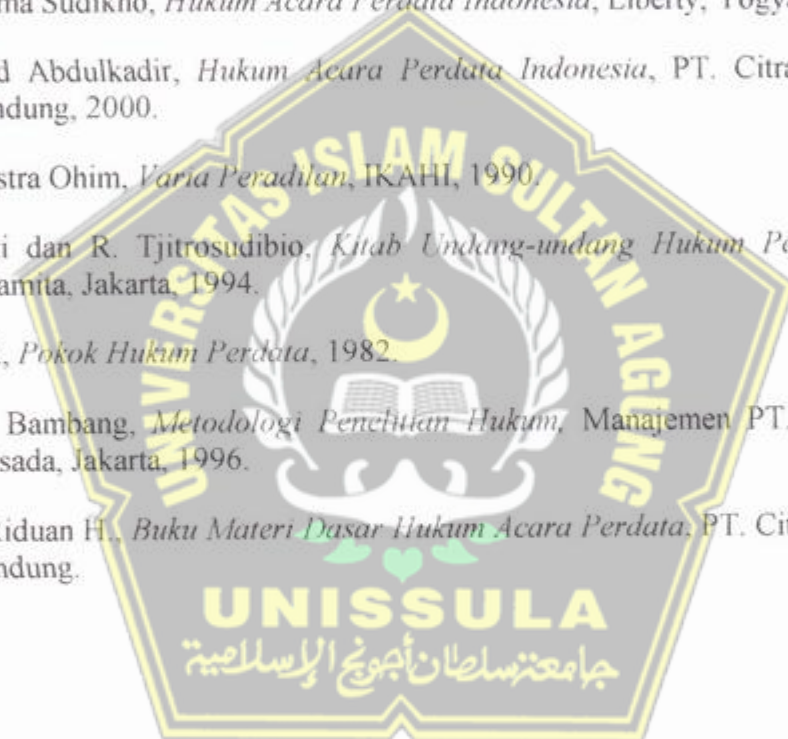 ma Sudikno, Hukum Acara Perdata Indonesia, Liberty, Yogya
d Abdulkadir, Hukum Acara Perdata Indonesia, PT. Citra
ndung, 2000.
stra Ohim, Varia Peradilan, IKAHI, 1990.
i dan R. Tjitrosudibio, Kitab Undang-undang Hukum Pe
amita, Jakarta, 1994.
, Pokok Hukum Perdata, 1982.
Bambang, Metodologi Penelitian Hukum, Manajemen PT.
sada, Jakarta, 1996.
Riduan H., Buku Materi Dasar Hukum Acara Perdata, PT. Cit
ndung.
UNIVERSITAS ISLAM SULTAN AGUNG
UNISSULA
جامعة سلطان أجونج الإسلامية